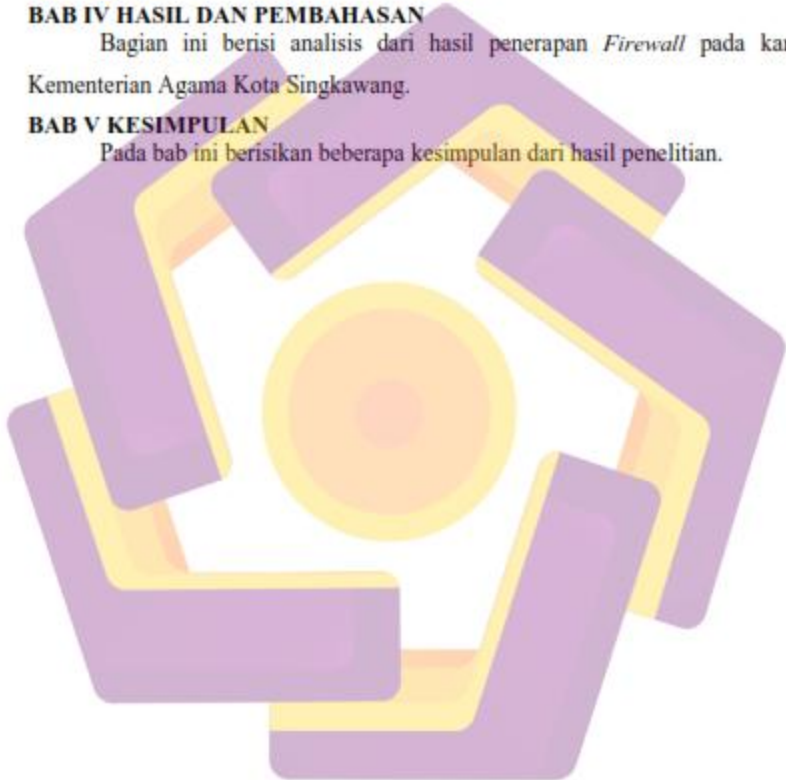 BAB IV HASIL DAN PEMBAHASAN
Bagian ini berisi analisis dari hasil penerapan Firewall pada kan
Kementerian Agama Kota Singkawang.
BAB V KESIMPULAN
Pada bab ini berisikan beberapa kesimpulan dari hasil penelitian.